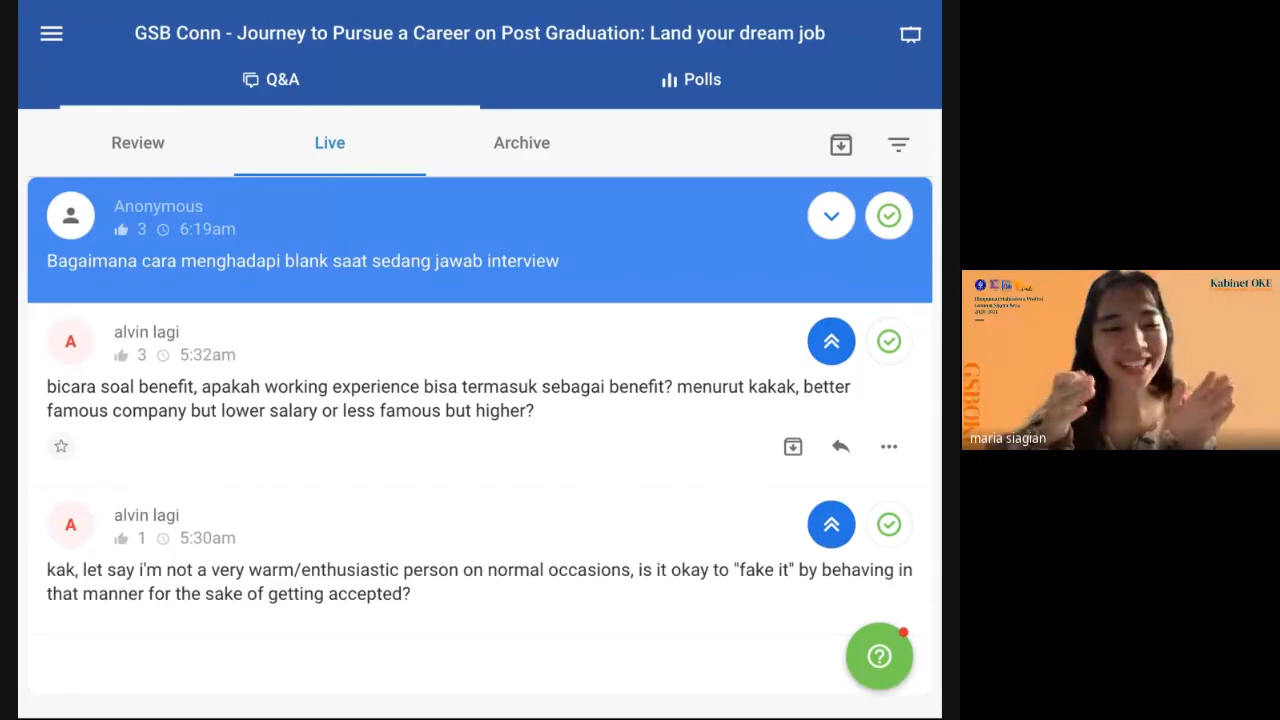 GSB Conn - Journey to Pursue a Career on Post Graduation: Land your dream job
Q&A
Polls
Review
Live
Archive
Anonymous
3 6:19am
Bagaimana cara menghadapi blank saat sedang jawab interview
A
alvin lagi
3 5:32am
bicara soal benefit, apakah working experience bisa termasuk sebagai benefit? menurut kakak, better
famous company but lower salary or less famous but higher?
A
alvin lagi
1 5:30am
kak, let say i'm not a very warm/enthusiastic person on normal occasions, is it okay to "fake it" by behaving in
that manner for the sake of getting accepted?
Kabinet OKE
maria siagian